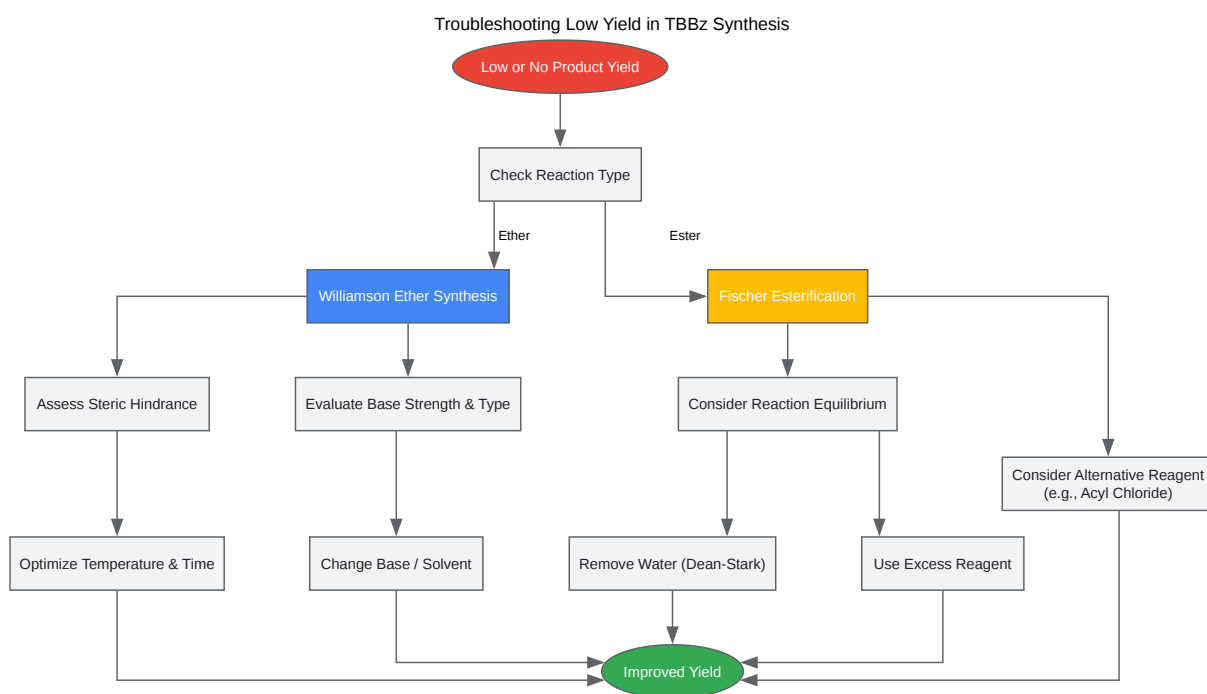 Troubleshooting Low Yield in TBBz Synthesis
Low or No Product Yield
Check Reaction Type
Ether
Ester
Williamson Ether Synthesis
Fischer Esterification
Assess Steric Hindrance
Evaluate Base Strength & Type
Consider Reaction Equilibrium
Consider Alternative Reagent
(e.g., Acyl Chloride)
Optimize Temperature & Time
Change Base / Solvent
Remove Water (Dean-Stark)
Use Excess Reagent
Improved Yield